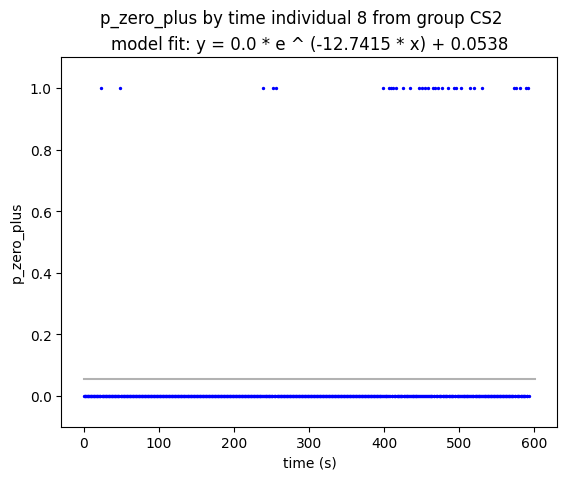 p_zero_plus by time individual 8 from group CS2
model fit: y = 0.0 * e ^ (-12.7415 * x) + 0.0538
1.0
0.8
0.6
0.4
0.2
0.0
p_zero_plus
0 100 200 300 400 500 600
time (s)